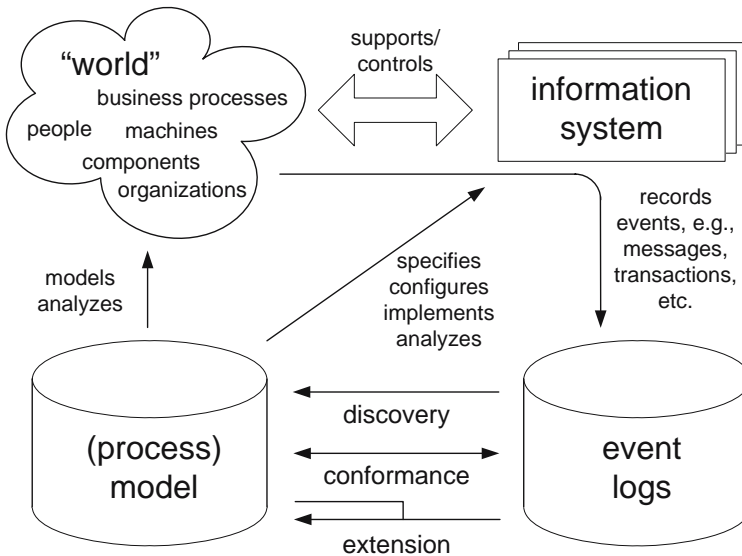 “world”
business processes
people machines
components
organizations
supports/
controls
information
system
records
events, e.g.,
messages,
transactions,
etc.
models
analyzes
specifies
configures
implements
analyzes
(process)
model
discovery
conformance
extension
event
logs